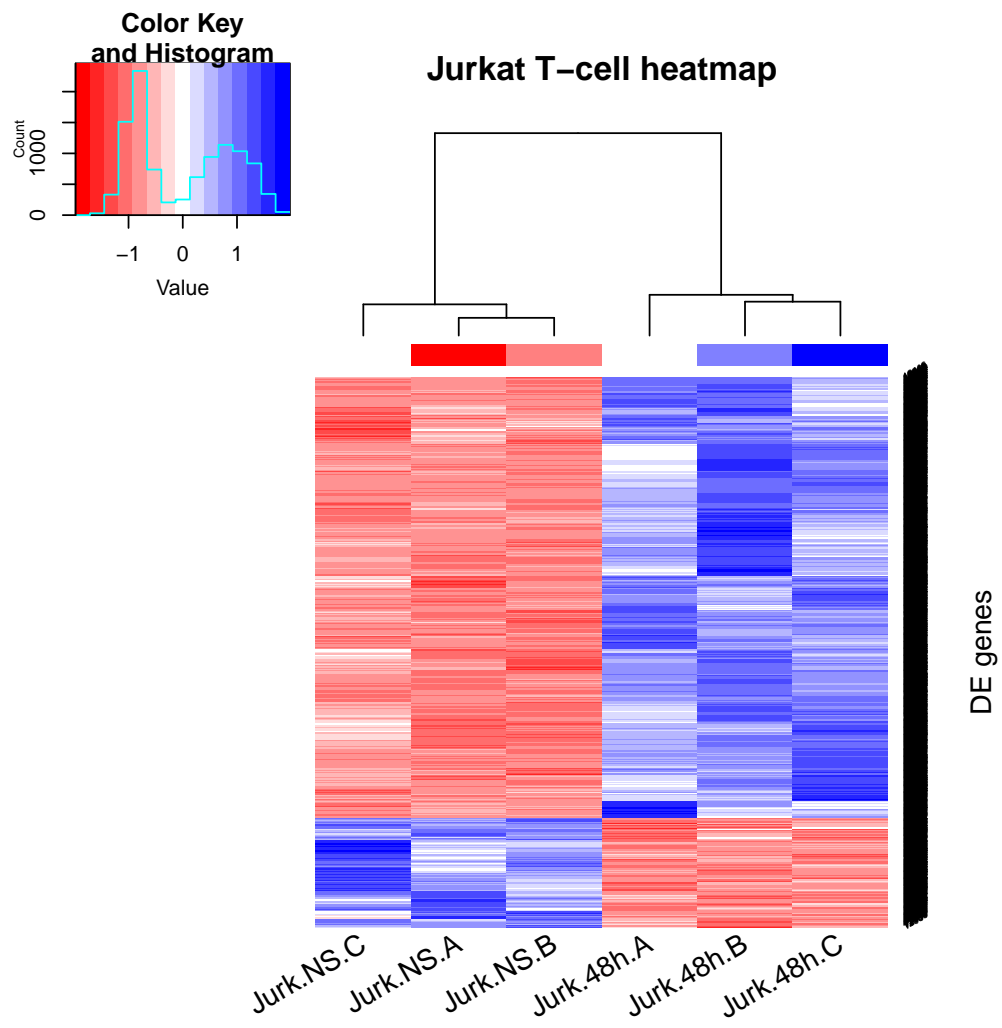 Color Key
and Histogram
Jurkat T−cell heatmap
Count
0
1000
−1 0 1
Value
DE genes
Jurk.NS.C
Jurk.NS.A
Jurk.NS.B
Jurk.48h.A
Jurk.48h.B
Jurk.48h.C